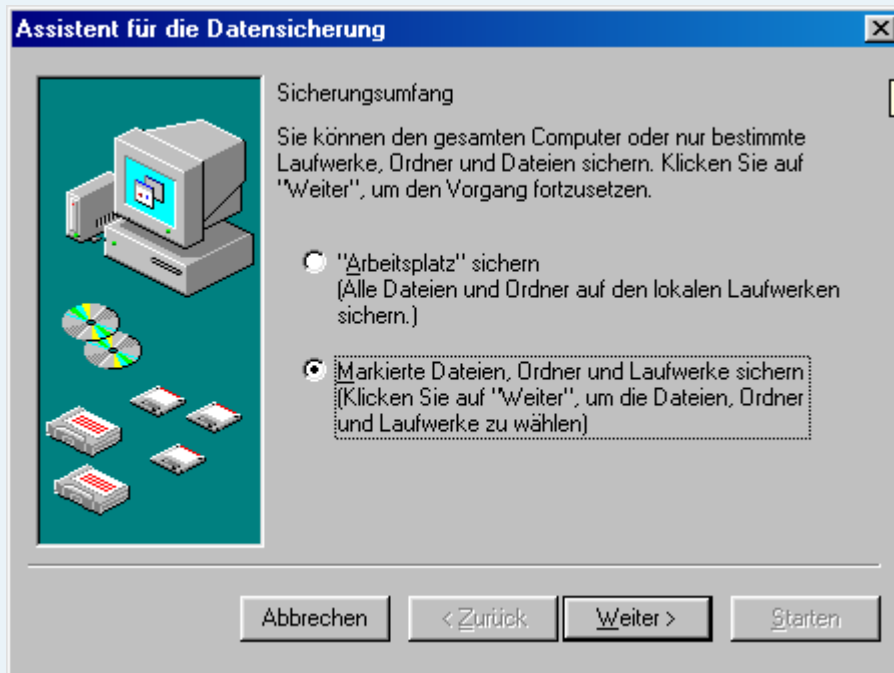 Assistent für die Datensicherung
Sicherungsumfang
Sie können den gesamten Computer oder nur bestimmte
Laufwerke, Ordner und Dateien sichern. Klicken Sie auf
"Weiter", um den Vorgang fortzusetzen.
"Arbeitsplatz" sichern
(Alle Dateien und Ordner auf den lokalen Laufwerken
sichern.)
Markierte Dateien, Ordner und Laufwerke sichern
(Klicken Sie auf "Weiter", um die Dateien, Ordner
und Laufwerke zu wählen)
Abbrechen
< Zurück
Weiter >
Starten